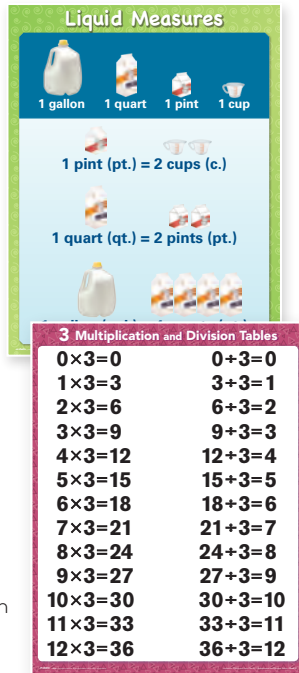 Liquid Measures
1 gallon 1 quart 1 pint 1 cup
1 pint (pt.) = 2 cups (c.)
1 quart (qt.) = 2 pints (pt.)
3 Multiplication and Division Tables
0×3=0 0÷3=0
1×3=3 3÷3=1
2×3=6 6÷3=2
3×3=9 9÷3=3
4×3=12 12÷3=4
5×3=15 15÷3=5
6×3=18 18÷3=6
7×3=21 21÷3=7
8×3=24 24÷3=8
9×3=27 27÷3=9
10×3=30 30÷3=10
11×3=33 33÷3=11
12×3=36 36÷3=12